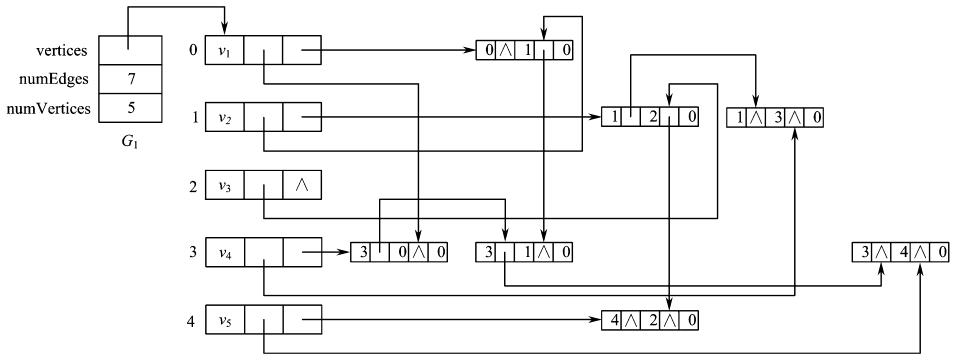 vertices
numEdges 7
numVertices 5
G₁
0 v₁ 0 ∧ 1 0
1 v₂ 1 2 0 1 ∧ 3 ∧ 0
2 v₃ ∧
3 v₄ 3 0 ∧ 0 3 1 ∧ 0 3 ∧ 4 ∧ 0
4 v₅ 4 ∧ 2 ∧ 0